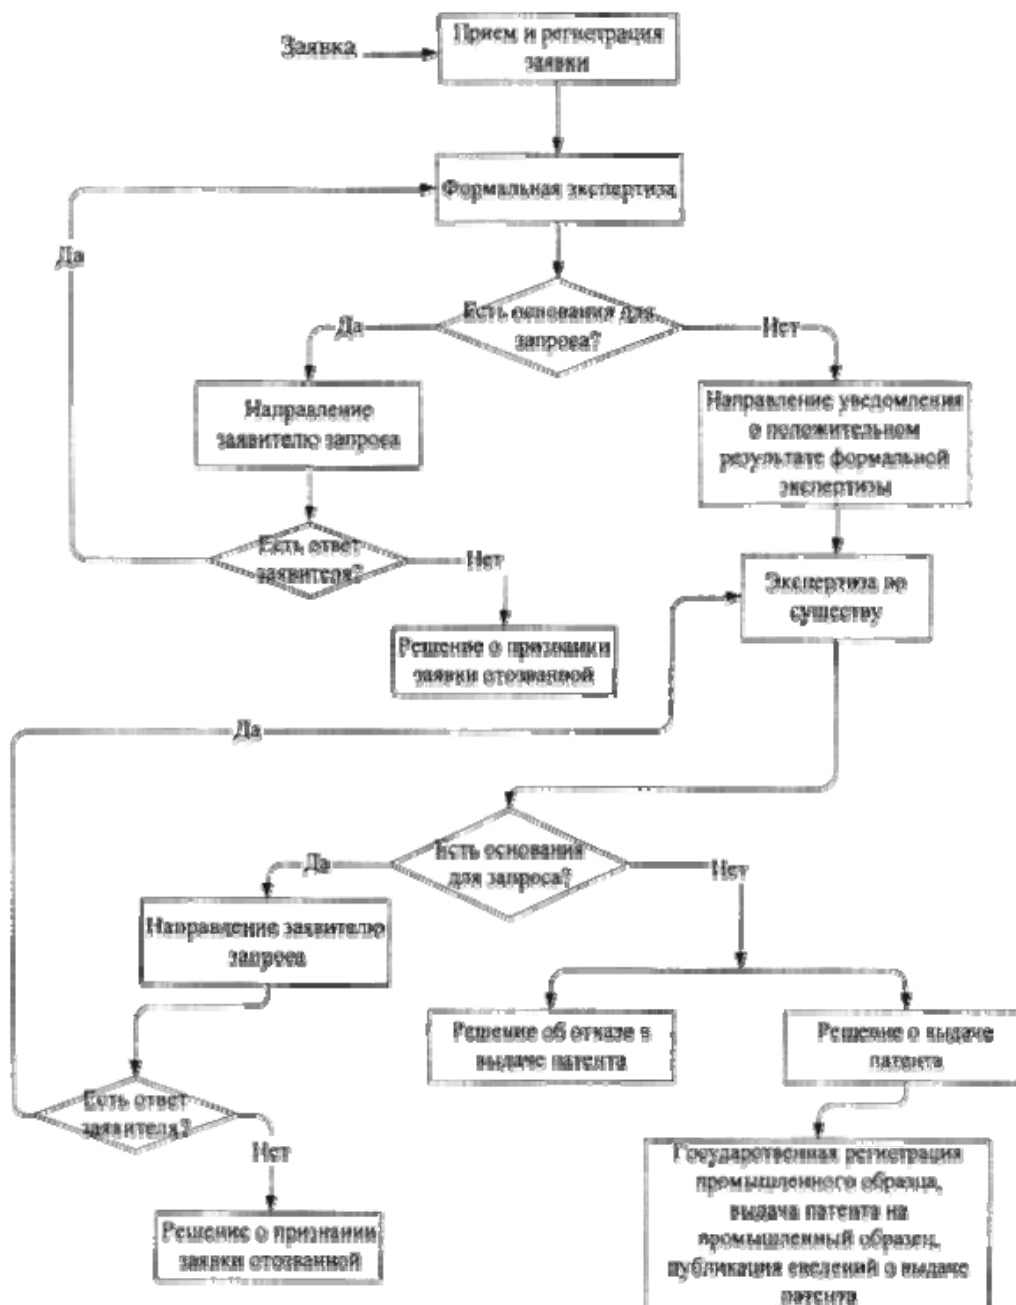 Заявка
Прием и регистрация
заявки
Формальная экспертиза
Да
Есть основания для
запроса?
Да
Нет
Направление
заявителю запроса
Направление уведомления
о положительном
результате формальной
экспертизы
Есть ответ
заявителя?
Нет
Экспертиза по
существу
Решение о признании
заявки отозванной
Да
Есть основания
для запроса?
Да
Нет
Направление заявителю
запроса
Решение об отказе в
выдаче патента
Решение о выдаче
патента
Есть ответ
заявителя?
Нет
Решение о признании
заявки отозванной
Государственная регистрация
промышленного образца,
выдача патента на
промышленный образец,
публикация сведений о выдаче
патента